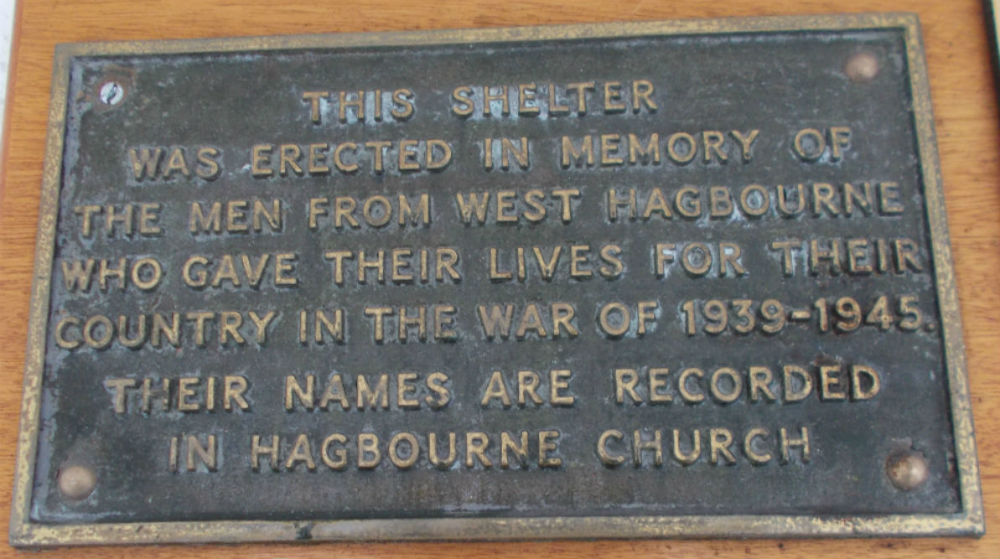 THIS SHELTER
WAS ERECTED IN MEMORY OF
THE MEN FROM WEST HAGBOURNE
WHO GAVE THEIR LIVES FOR THEIR
COUNTRY IN THE WAR OF 1939-1945.
THEIR NAMES ARE RECORDED
IN HAGBOURNE CHURCH